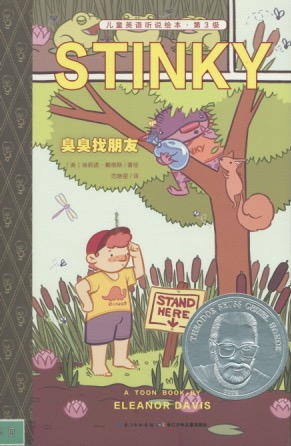 儿童英语听说绘本·第3级
STINKY
臭臭找朋友
STAND
HERE
THEODOR SEUSS GEISEL HONOR
A TOON BOOK BY
ELEANOR DAVIS